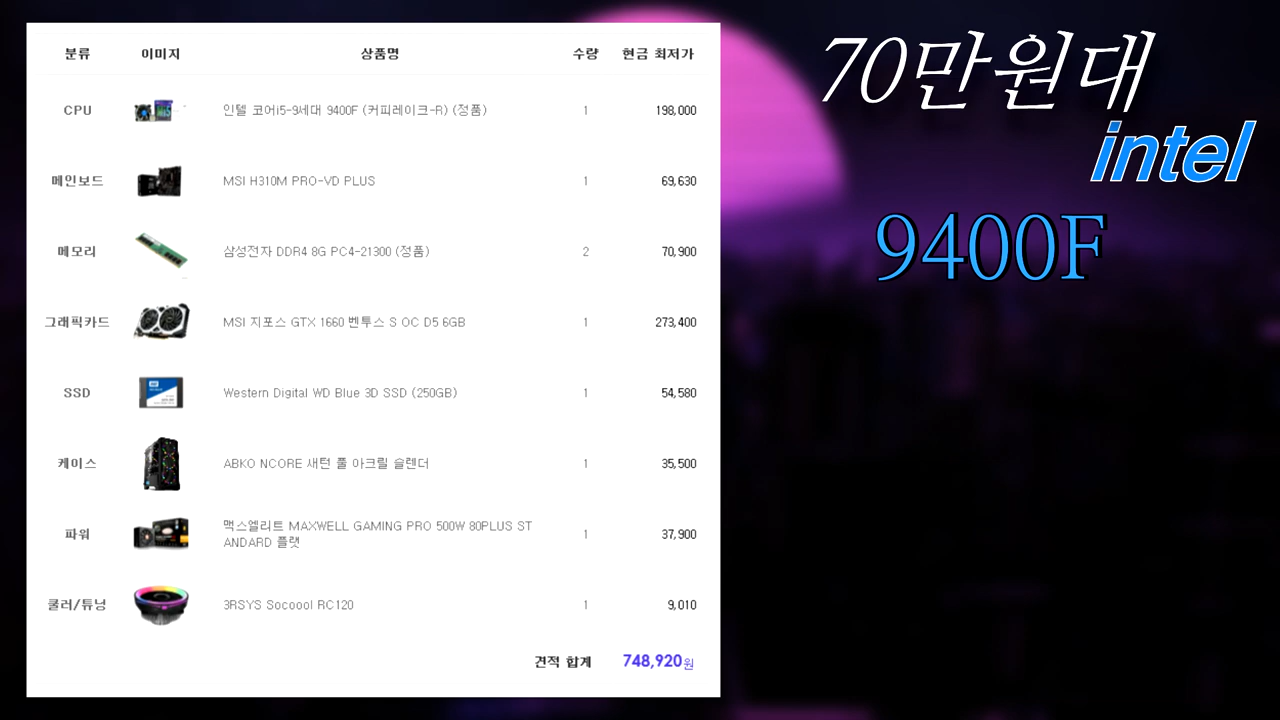 분류 이미지 상품명 수량 현금 최저가
CPU 인텔 코어i5-9세대 9400F (커피레이크-R) (정품) 1 198,000
메인보드 MSI H310M PRO-VD PLUS 1 69,630
메모리 삼성전자 DDR4 8G PC4-21300 (정품) 2 70,900
그래픽카드 MSI 지포스 GTX 1660 벤투스 S OC D5 6GB 1 273,400
SSD Western Digital WD Blue 3D SSD (250GB) 1 54,580
케이스 ABKO NCORE 새턴 풀 아크릴 슬렌더 1 35,500
파워 맥스엘리트 MAXWELL GAMING PRO 500W 80PLUS ST
ANDARD 플랫 1 37,900
쿨러/튜닝 3RSYS Socoool RC120 1 9,010
견적 합계 748,920원
70만원대
intel
9400F